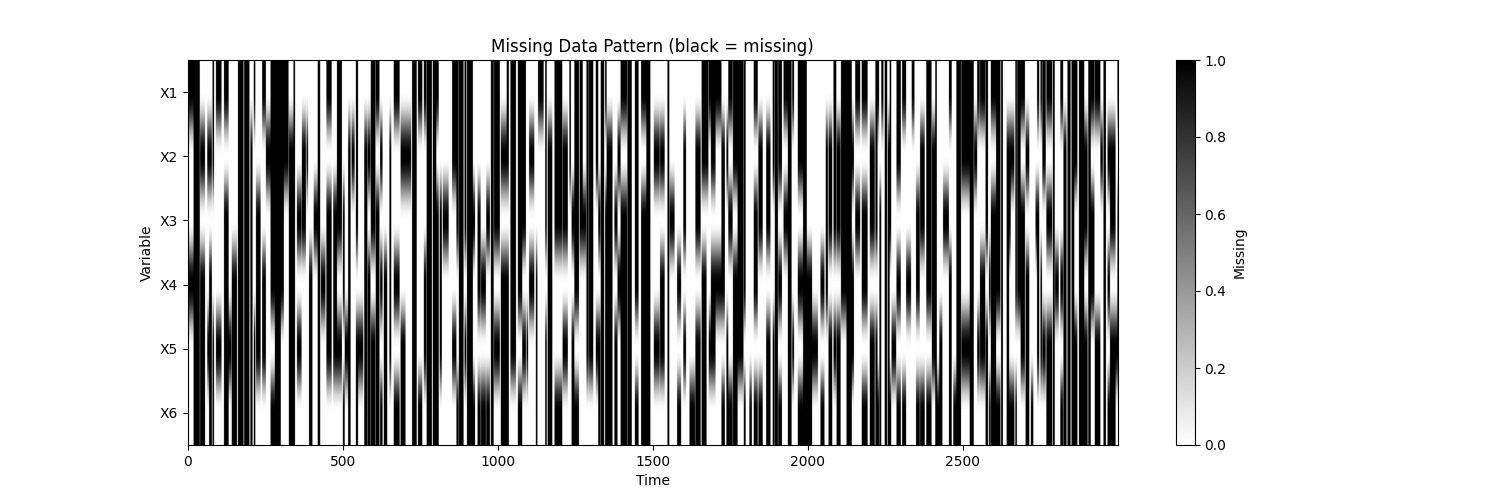 Missing Data Pattern (black = missing)
X1
X2
X3
X4
X5
X6
Variable
0
500
1000
1500
2000
2500
Time
1.0
0.8
0.6
0.4
0.2
0.0
Missing